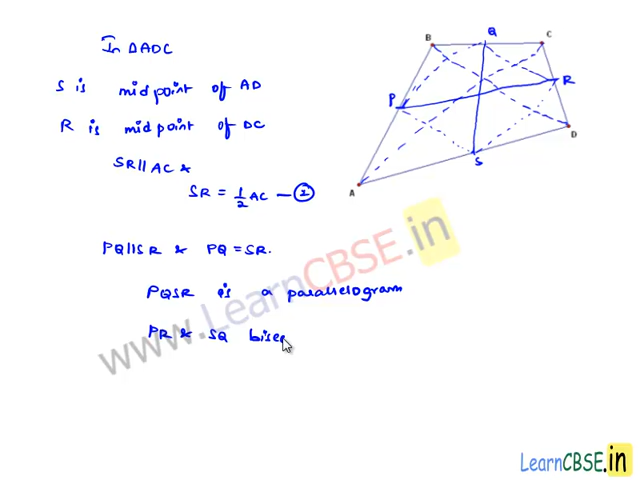 In ΔADC
S is midpoint of AD
R is midpoint of DC
SR || AC &
SR = 1/2 AC — 2
PQ || SR & PQ = SR.
PQSR is a parallelogram
PR & SQ bisec
B
Q
C
P
R
D
S
A
www.LearnCBSE.in
LearnCBSE.in